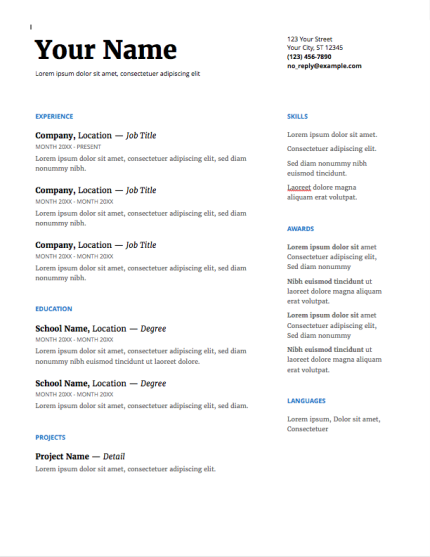 Your Name
Lorem ipsum dolor sit amet, consectetuer adipiscing elit
123 Your Street
Your City, ST 12345
(123) 456-7890
no_reply@example.com
EXPERIENCE
Company, Location — Job Title
MONTH 20XX - PRESENT
Lorem ipsum dolor sit amet, consectetuer adipiscing elit, sed diam
nonummy nibh.
Company, Location — Job Title
MONTH 20XX - MONTH 20XX
Lorem ipsum dolor sit amet, consectetuer adipiscing elit, sed diam
nonummy nibh.
Company, Location — Job Title
MONTH 20XX - MONTH 20XX
Lorem ipsum dolor sit amet, consectetuer adipiscing elit, sed diam
nonummy nibh.
EDUCATION
School Name, Location — Degree
MONTH 20XX - MONTH 20XX
Lorem ipsum dolor sit amet, consectetuer adipiscing elit, sed diam
nonummy nibh euismod tincidunt ut laoreet dolore.
School Name, Location — Degree
MONTH 20XX - MONTH 20XX
Lorem ipsum dolor sit amet, consectetuer adipiscing elit, sed diam.
PROJECTS
Project Name — Detail
Lorem ipsum dolor sit amet, consectetuer adipiscing elit.
SKILLS
Lorem ipsum dolor sit amet.
Consectetuer adipiscing elit.
Sed diam nonummy nibh
euismod tincidunt.
Laoreet dolore magna
aliquam erat volutpat.
AWARDS
Lorem ipsum dolor sit amet
Consectetuer adipiscing elit,
Sed diam nonummy
Nibh euismod tincidunt ut
laoreet dolore magna aliquam
erat volutpat.
Lorem ipsum dolor sit amet
Consectetuer adipiscing elit,
Sed diam nonummy
Nibh euismod tincidunt ut
laoreet dolore magna aliquam
erat volutpat.
LANGUAGES
Lorem ipsum, Dolor sit amet,
Consectetuer